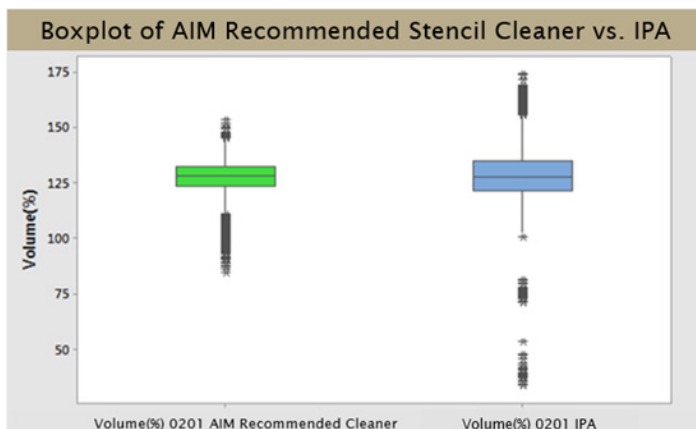 Boxplot of AIM Recommended Stencil Cleaner vs. IPA
175
150
125
100
75
50
Volume(%)
Volume(%) 0201 AIM Recommended Cleaner
Volume(%) 0201 IPA